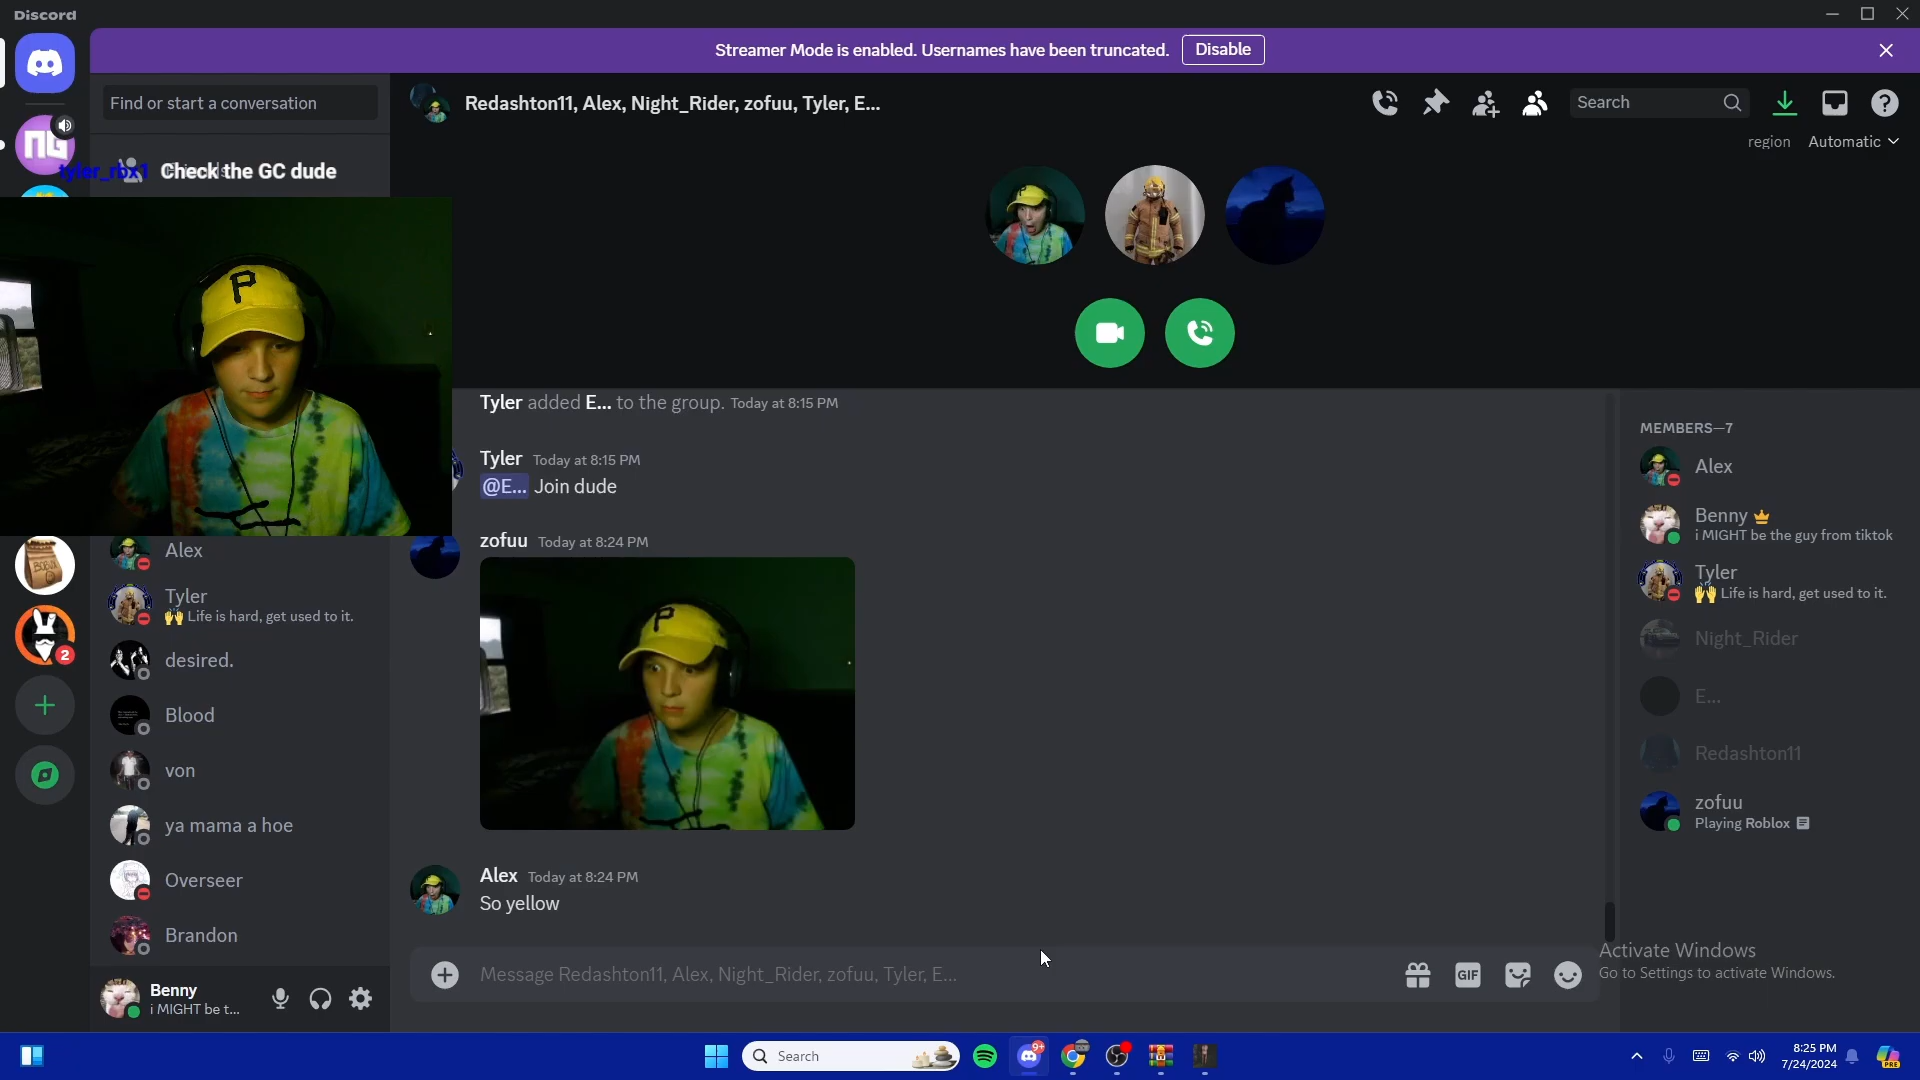 Discord
Streamer Mode is enabled. Usernames have been truncated. Disable
Find or start a conversation
Redashton11, Alex, Night_Rider, zofuu, Tyler, E...
Search
region Automatic
NG
tyler_rbx1 Check the GC dude
P
Tyler added E... to the group. Today at 8:15 PM
Tyler Today at 8:15 PM
@E... Join dude
zofuu Today at 8:24 PM
P
Alex Today at 8:24 PM
So yellow
Message Redashton11, Alex, Night_Rider, zofuu, Tyler, E...
GIF
2
Alex
Tyler
🙌 Life is hard, get used to it.
desired.
Blood
von
ya mama a hoe
Overseer
Brandon
Benny
i MIGHT be t...
MEMBERS—7
Alex
Benny
i MIGHT be the guy from tiktok
Tyler
🙌 Life is hard, get used to it.
Night_Rider
E...
Redashton11
zofuu
Playing Roblox
Activate Windows
Go to Settings to activate Windows.
Search
9+
8:25 PM
7/24/2024
PRE